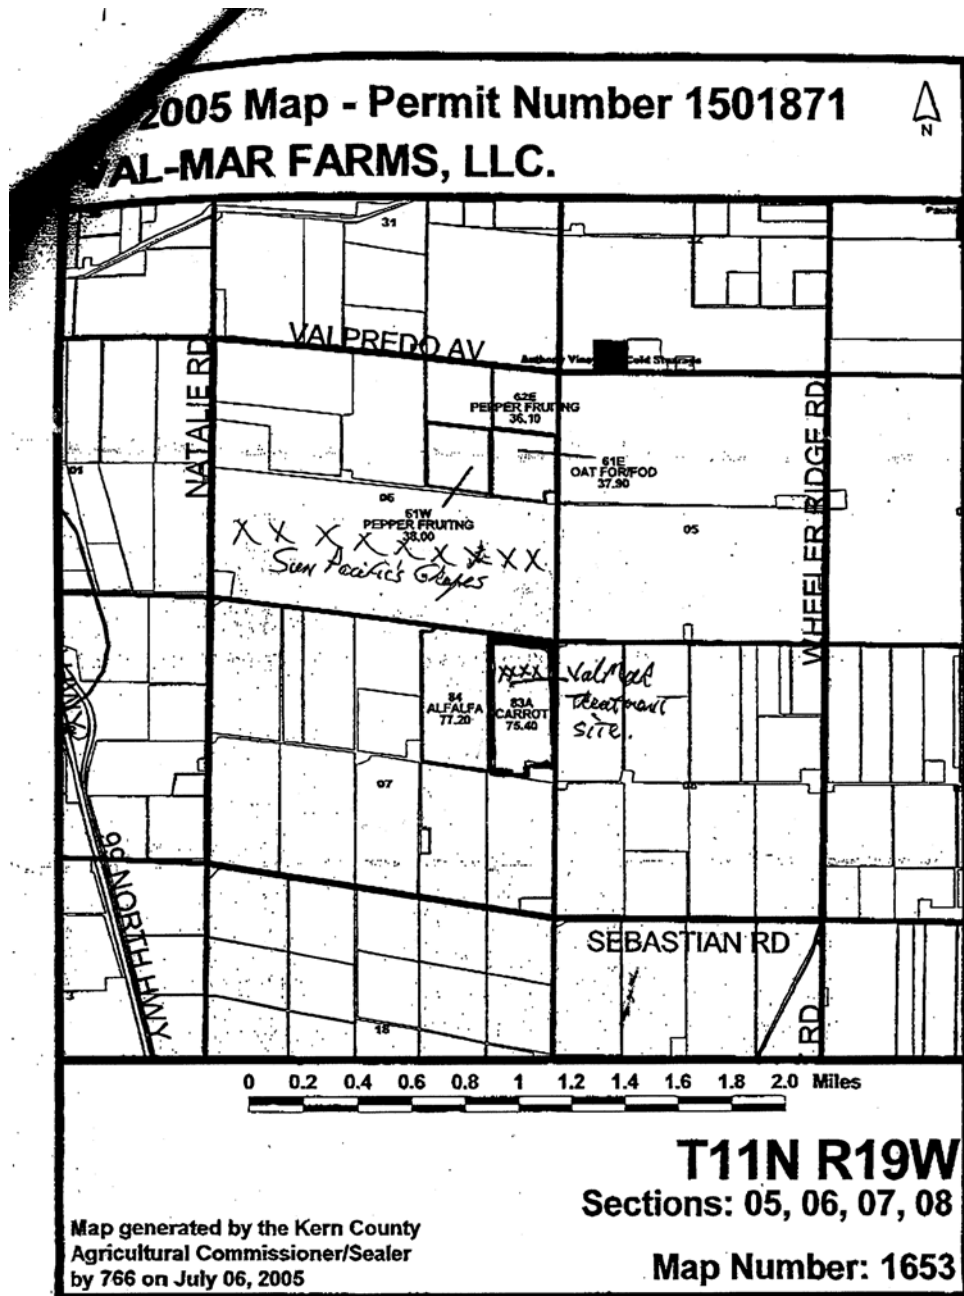 2005 Map - Permit Number 1501871
N
AL-MAR FARMS, LLC.
31
VALPREDO AV
NATALIE RD
WHEELER RIDGE RD
62E
PEPPER FRUITNG
36.10
61E
OAT FOR/FOD
37.90
01
06
61W
PEPPER FRUITNG
38.00
05
X X X X X X X X X
Sun Pacific's Grapes
XXXX
ValMar
treatment
site.
84
ALFALFA
77.20
83A
CARROT
75.40
07
99 NORTH HWY
SEBASTIAN RD
RD
18
0 0.2 0.4 0.6 0.8 1 1.2 1.4 1.6 1.8 2.0 Miles
T11N R19W
Sections: 05, 06, 07, 08
Map generated by the Kern County
Agricultural Commissioner/Sealer
by 766 on July 06, 2005
Map Number: 1653